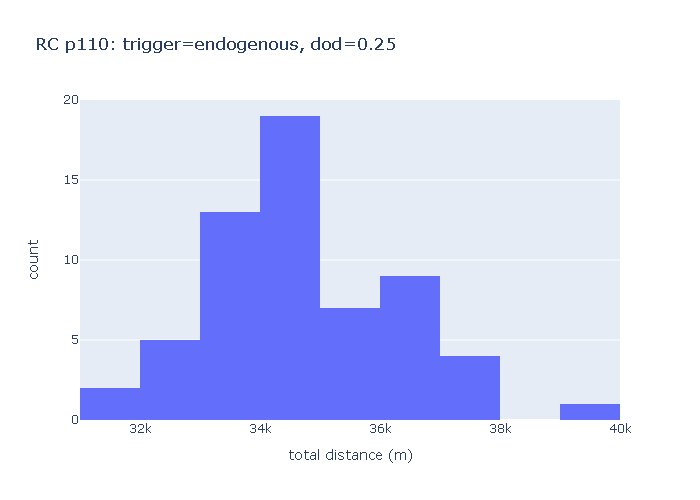 RC p110: trigger=endogenous, dod=0.25
20
15
10
5
0
count
32k 34k 36k 38k 40k
total distance (m)